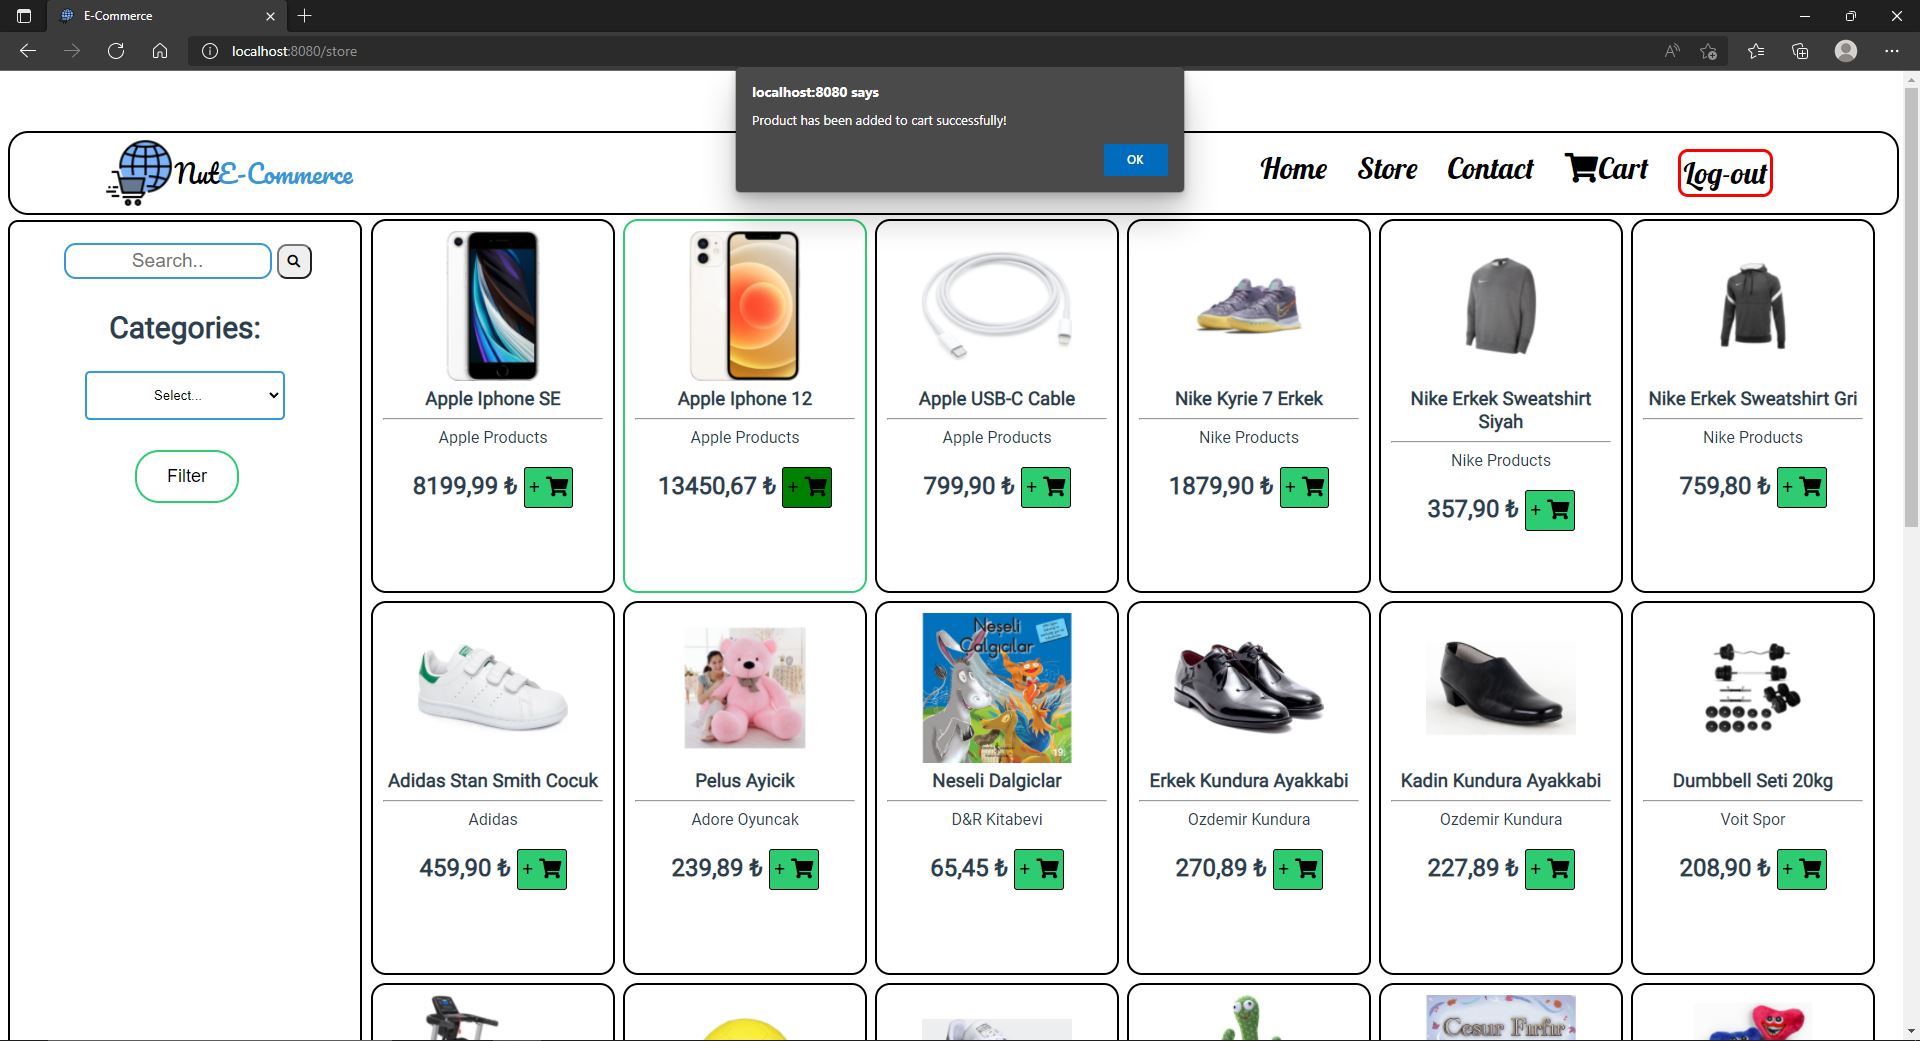 E-Commerce
localhost:8080/store
localhost:8080 says
Product has been added to cart successfully!
OK
NutE-Commerce
Home Store Contact Cart Log-out
Search..
Categories:
Select...
Filter
Apple Iphone SE
Apple Products
8199,99 ₺ +
Apple Iphone 12
Apple Products
13450,67 ₺ +
Apple USB-C Cable
Apple Products
799,90 ₺ +
Nike Kyrie 7 Erkek
Nike Products
1879,90 ₺ +
Nike Erkek Sweatshirt
Siyah
Nike Products
357,90 ₺ +
Nike Erkek Sweatshirt Gri
Nike Products
759,80 ₺ +
Adidas Stan Smith Cocuk
Adidas
459,90 ₺ +
Pelus Ayicik
Adore Oyuncak
239,89 ₺ +
Neşeli
Çalgıcılar
19.
Neseli Dalgiclar
D&R Kitabevi
65,45 ₺ +
Erkek Kundura Ayakkabi
Ozdemir Kundura
270,89 ₺ +
Kadin Kundura Ayakkabi
Ozdemir Kundura
227,89 ₺ +
Dumbbell Seti 20kg
Voit Spor
208,90 ₺ +
Cesur Fırfır